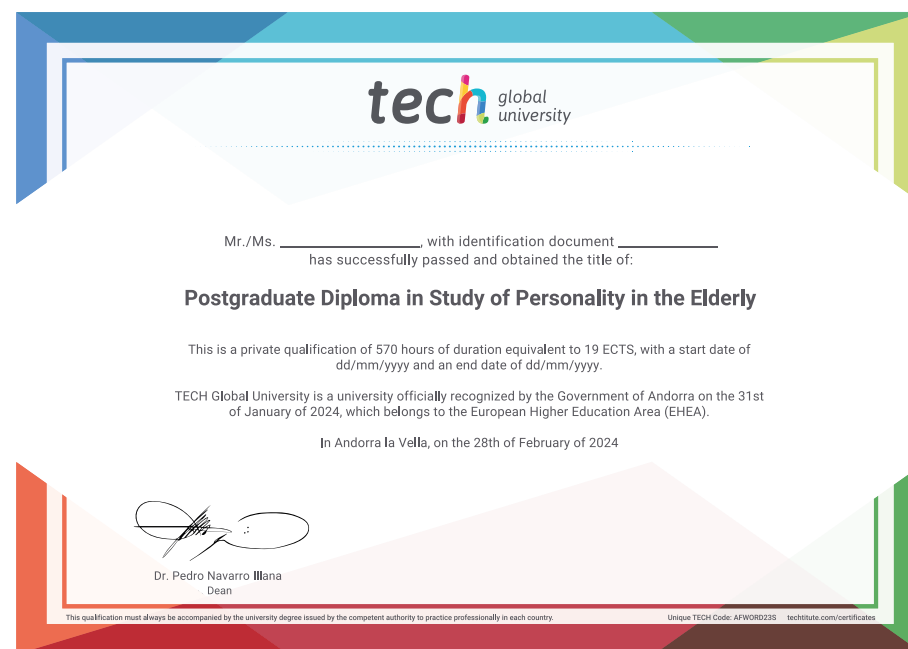 tech global university
Mr./Ms. ____________________, with identification document ______________
has successfully passed and obtained the title of:
Postgraduate Diploma in Study of Personality in the Elderly
This is a private qualification of 570 hours of duration equivalent to 19 ECTS, with a start date of
dd/mm/yyyy and an end date of dd/mm/yyyy.
TECH Global University is a university officially recognized by the Government of Andorra on the 31st
of January of 2024, which belongs to the European Higher Education Area (EHEA).
In Andorra la Vella, on the 28th of February of 2024
Dr. Pedro Navarro Illana
Dean
This qualification must always be accompanied by the university degree issued by the competent authority to practice professionally in each country.
Unique TECH Code: AFWORD23S techtitute.com/certificates